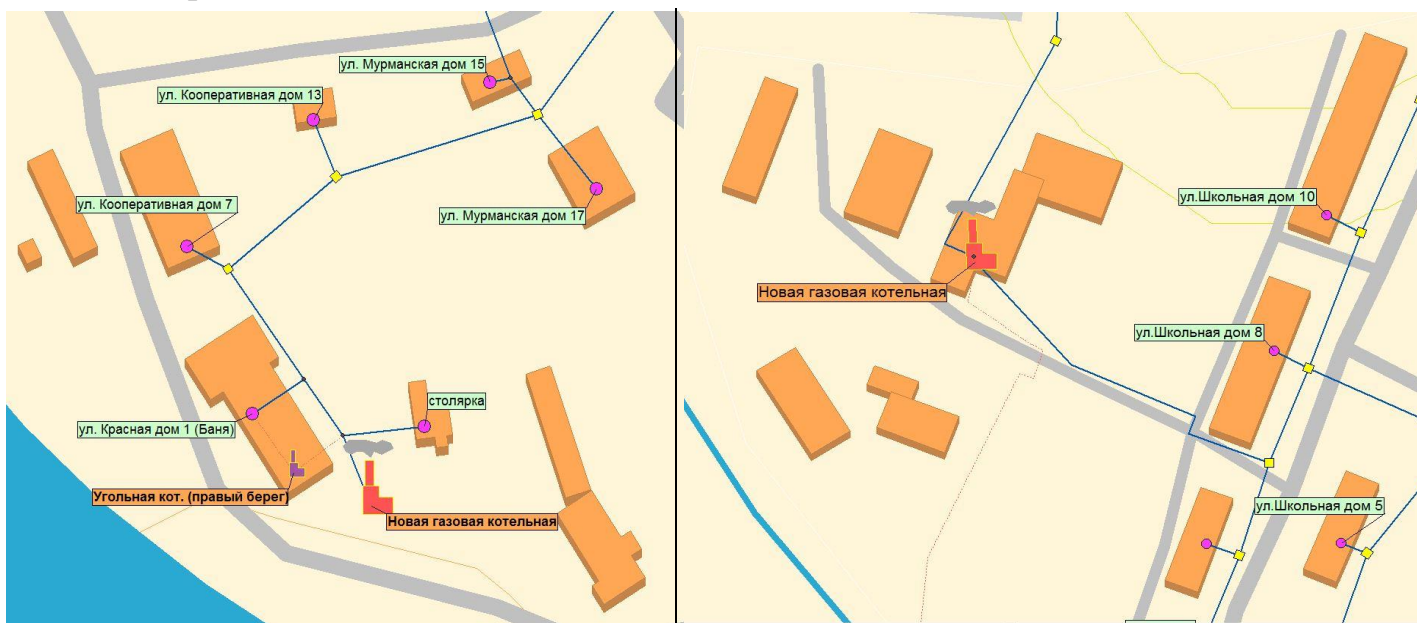 ул. Мурманская дом 15
ул. Кооперативная дом 13
ул. Кооперативная дом 7
ул. Мурманская дом 17
столярка
ул. Красная дом 1 (Баня)
Угольная кот. (правый берег)
Новая газовая котельная
ул.Школьная дом 10
Новая газовая котельная
ул.Школьная дом 8
ул.Школьная дом 5